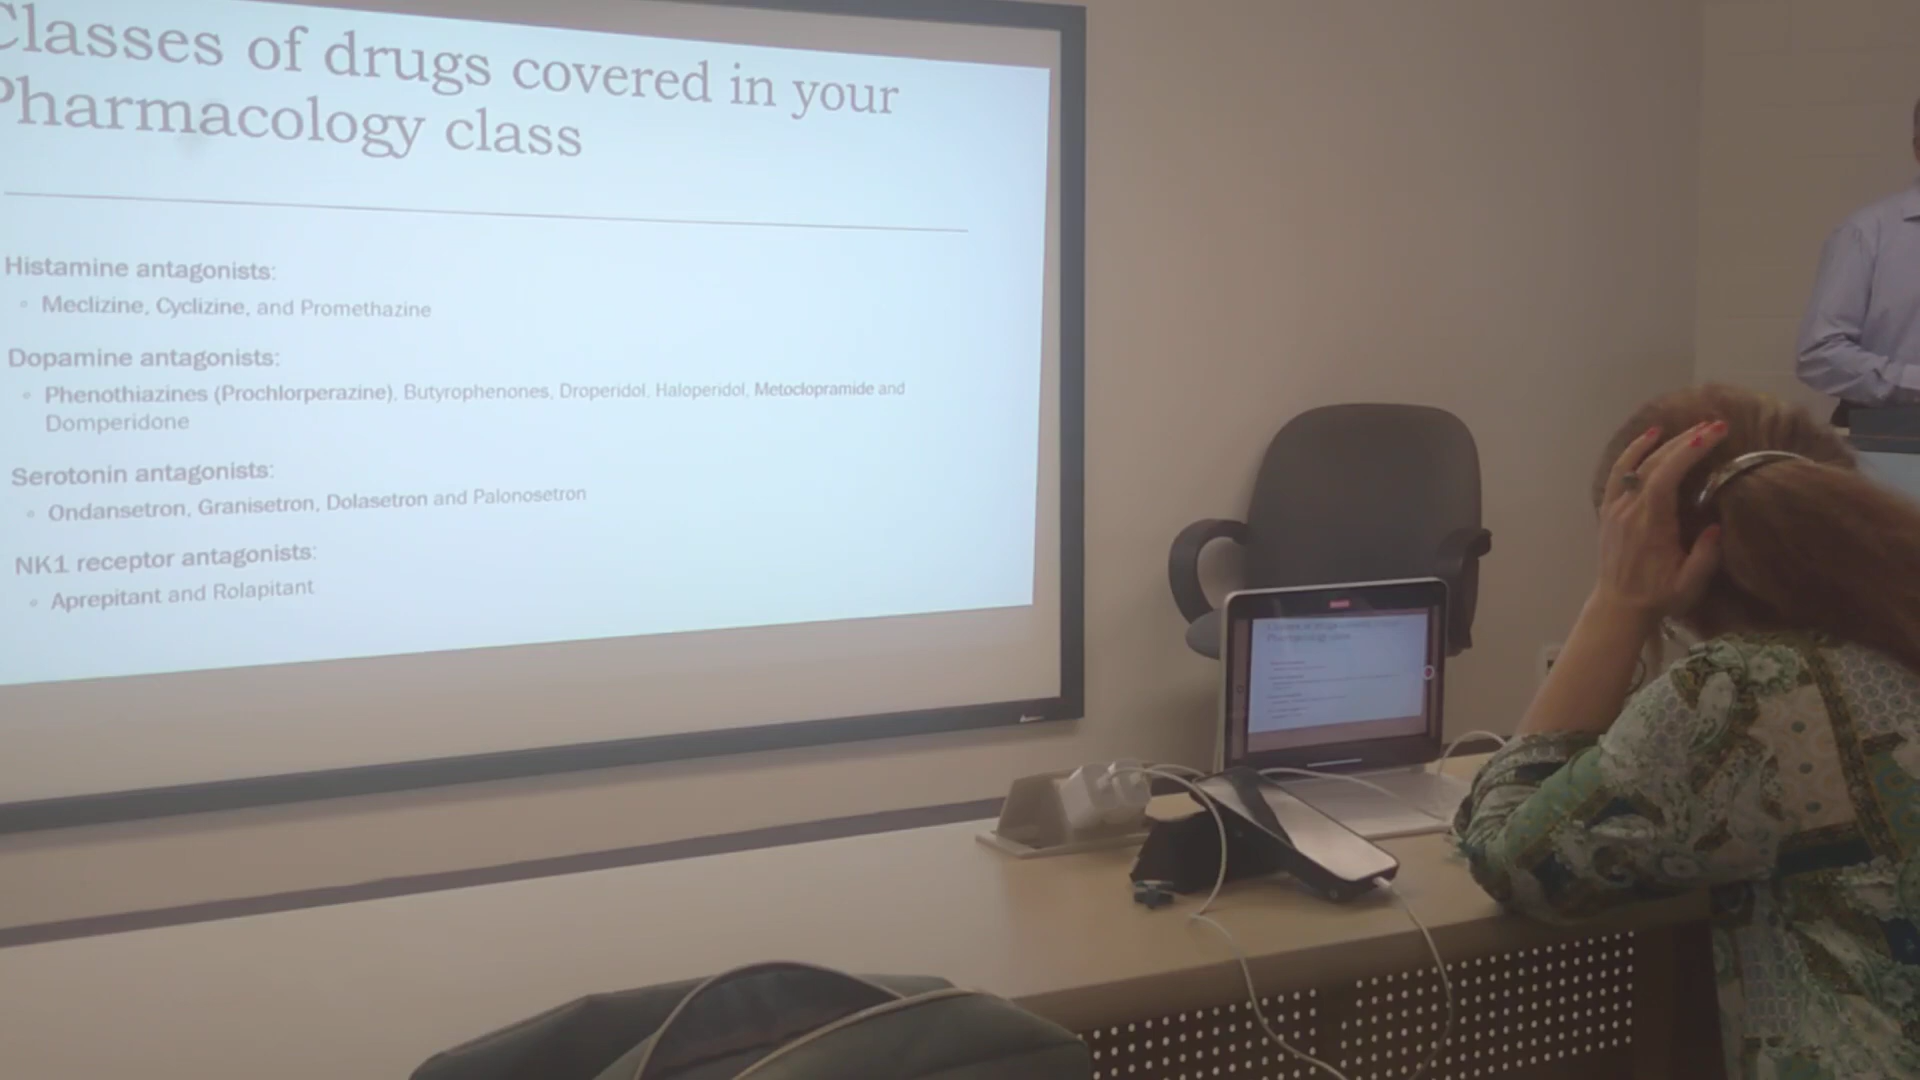 Classes of drugs covered in your
Pharmacology class
Histamine antagonists:
Meclizine, Cyclizine, and Promethazine
Dopamine antagonists:
Phenothiazines (Prochlorperazine), Butyrophenones, Droperidol, Haloperidol, Metoclopramide and
Domperidone
Serotonin antagonists:
Ondansetron, Granisetron, Dolasetron and Palonosetron
NK1 receptor antagonists:
Aprepitant and Rolapitant